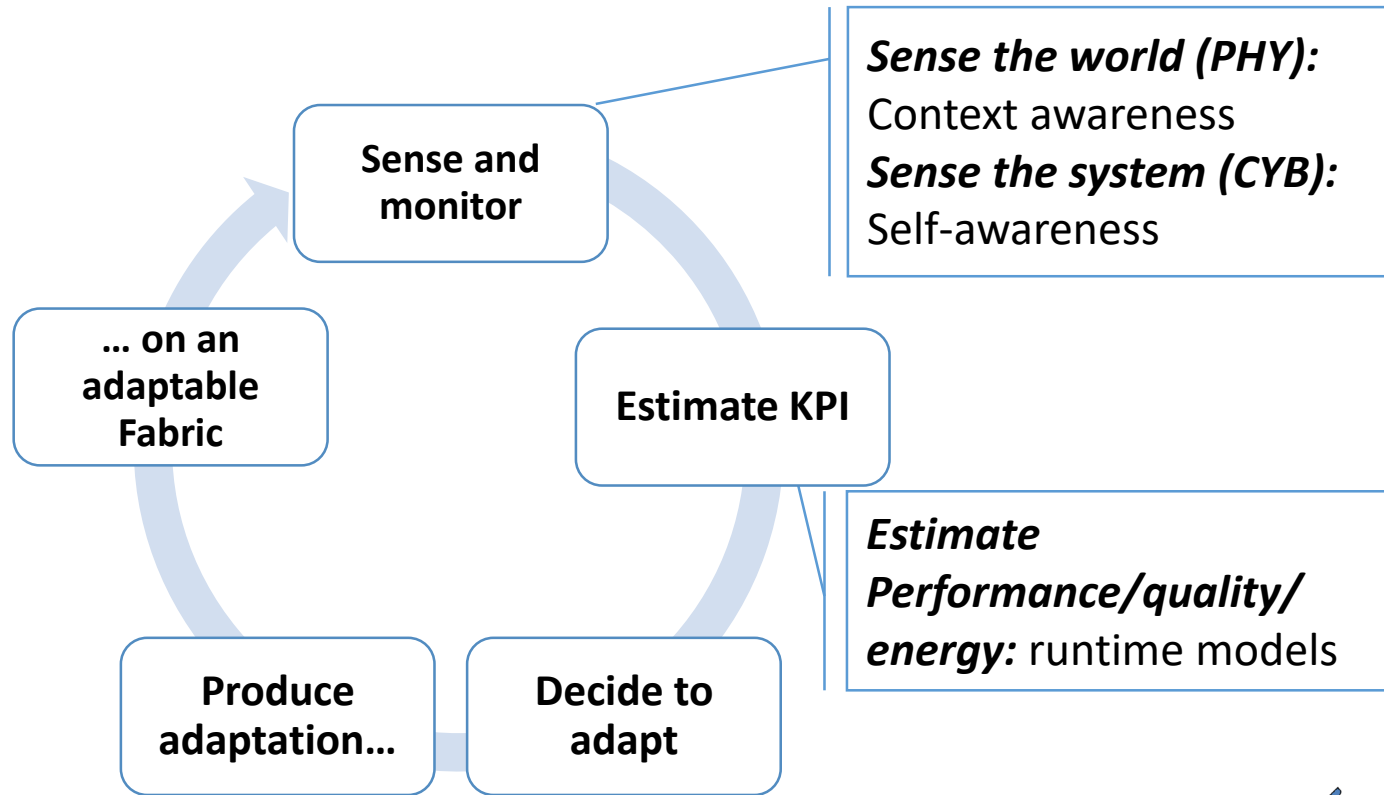 Sense and
monitor
Sense the world (PHY):
Context awareness
Sense the system (CYB):
Self-awareness
Estimate KPI
Estimate
Performance/quality/
energy: runtime models
Decide to
adapt
Produce
adaptation…
… on an
adaptable
Fabric